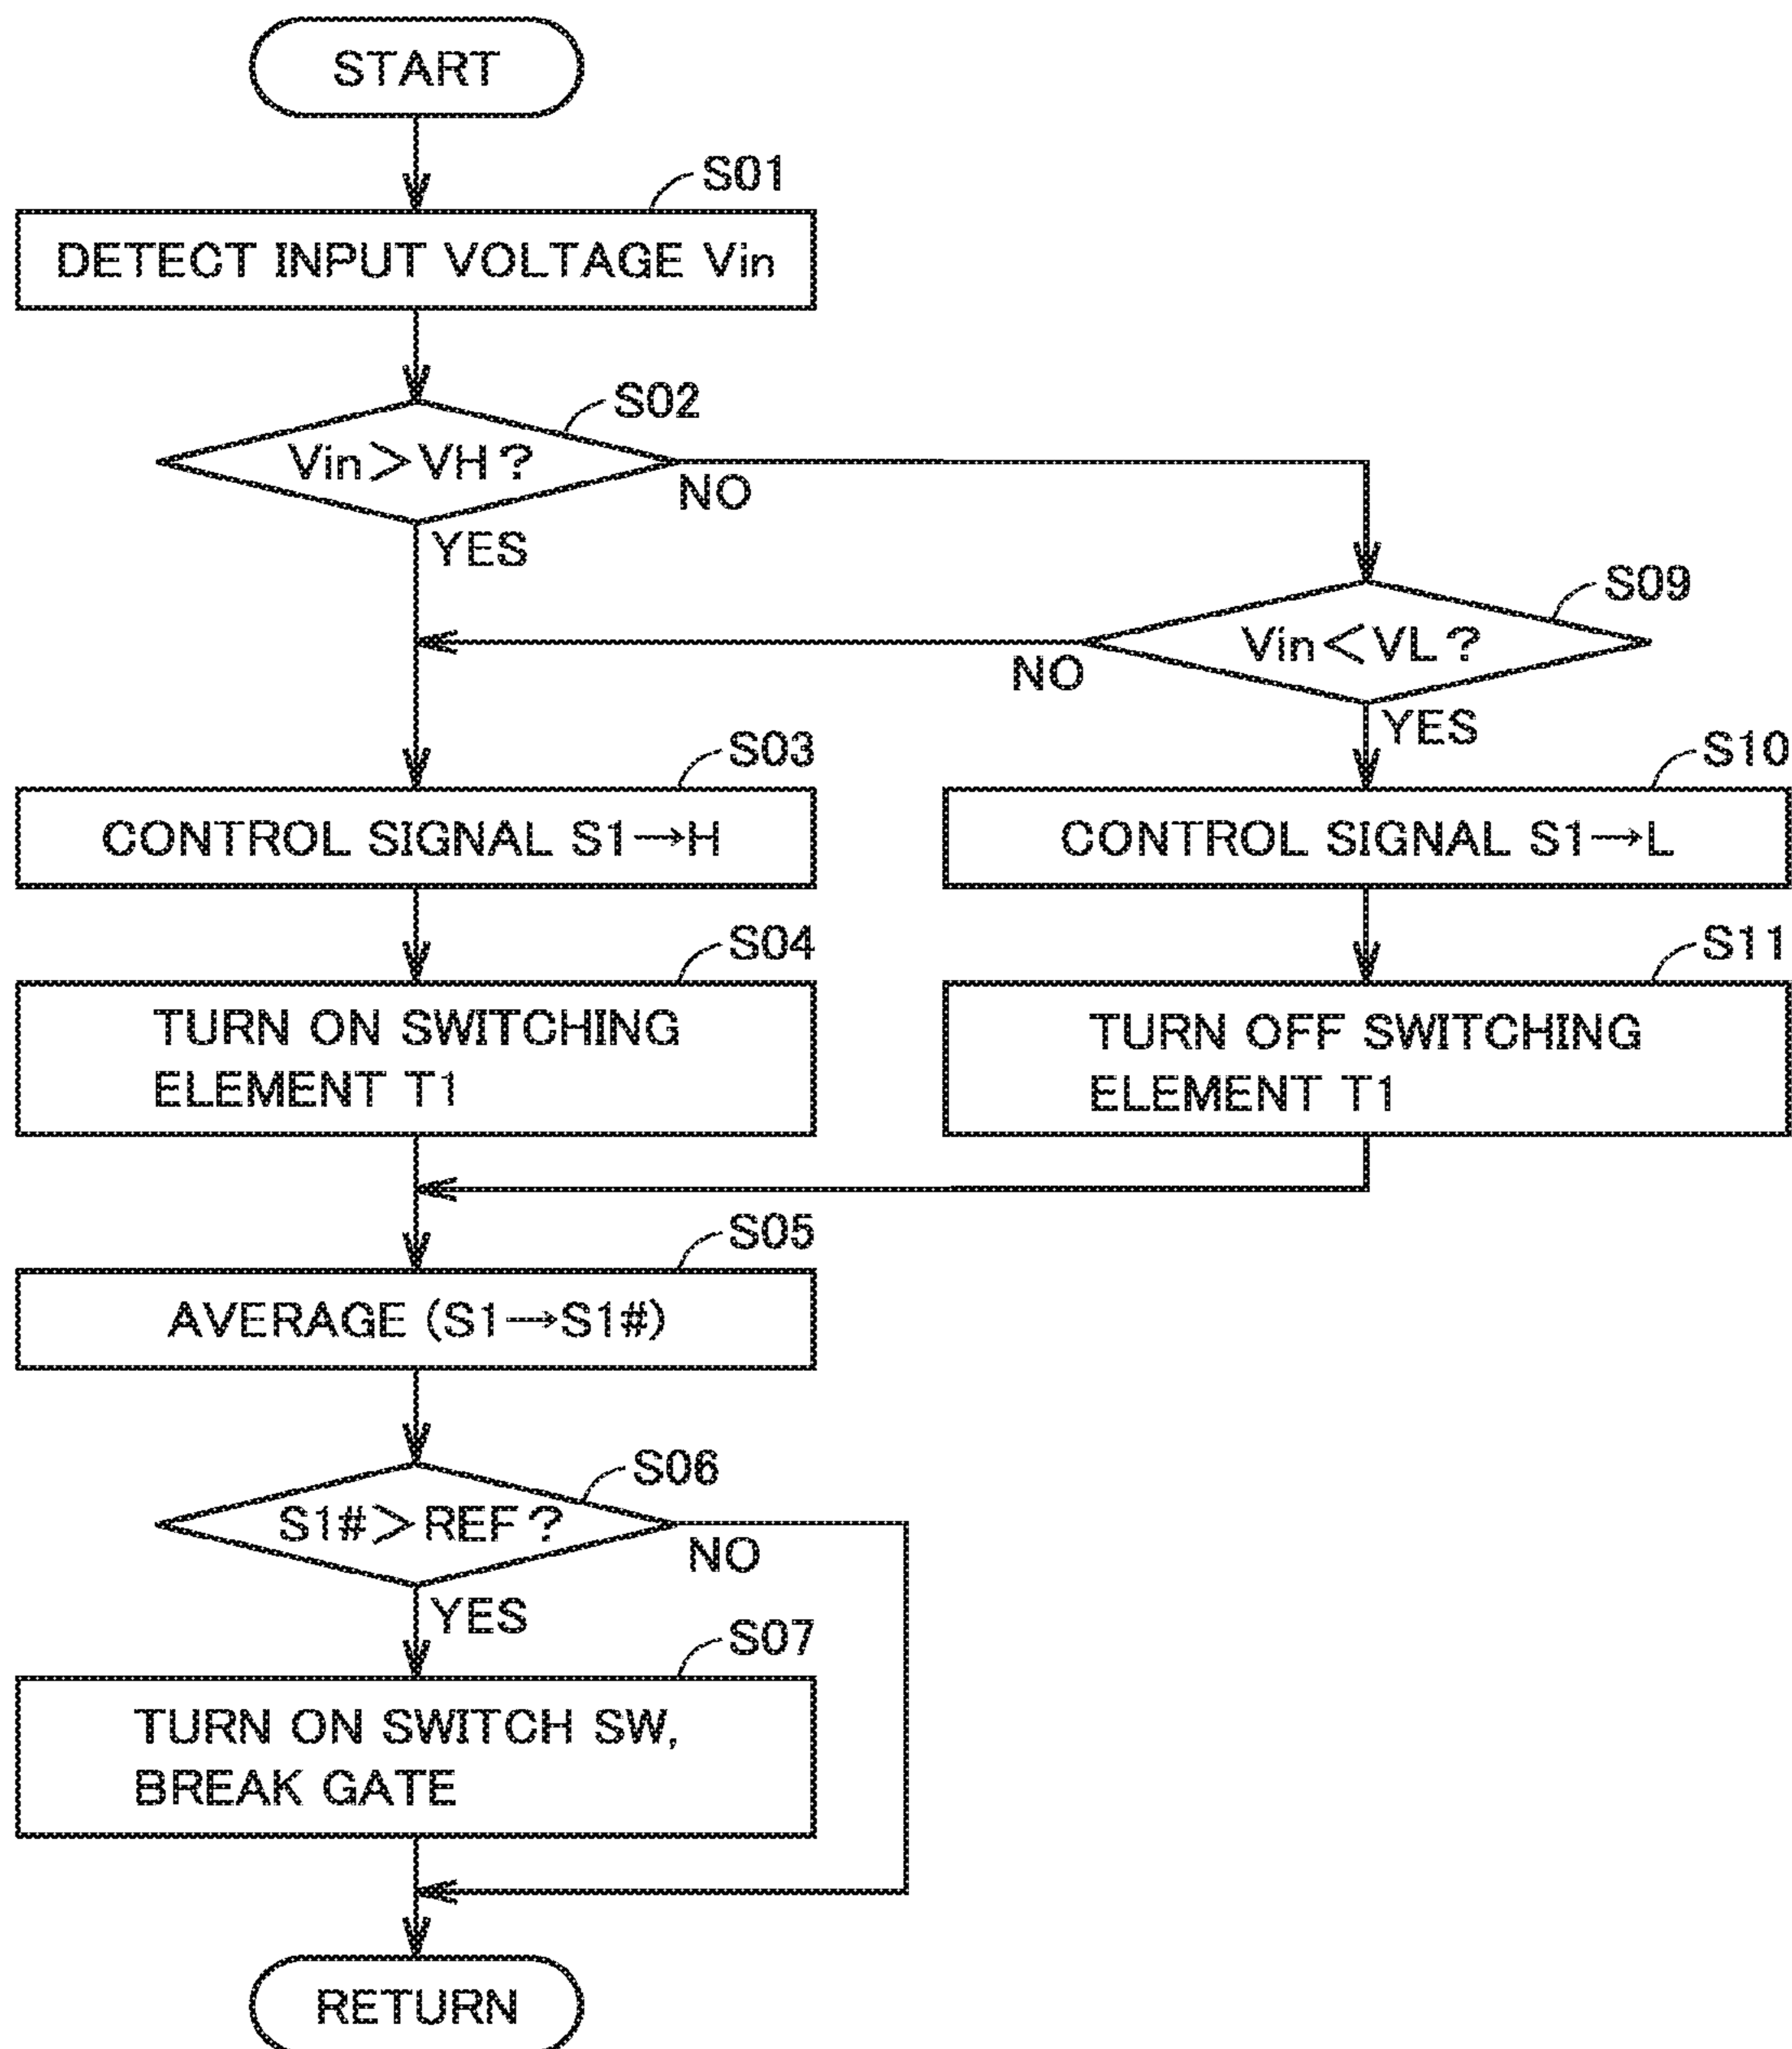 START
S01
DETECT INPUT VOLTAGE Vin
S02
Vin>VH?
NO
YES
S09
Vin<VL?
NO
YES
S03
CONTROL SIGNAL S1→H
S10
CONTROL SIGNAL S1→L
S04
TURN ON SWITCHING
ELEMENT T1
S11
TURN OFF SWITCHING
ELEMENT T1
S05
AVERAGE (S1→S1#)
S06
S1#>REF?
NO
YES
S07
TURN ON SWITCH SW,
BREAK GATE
RETURN